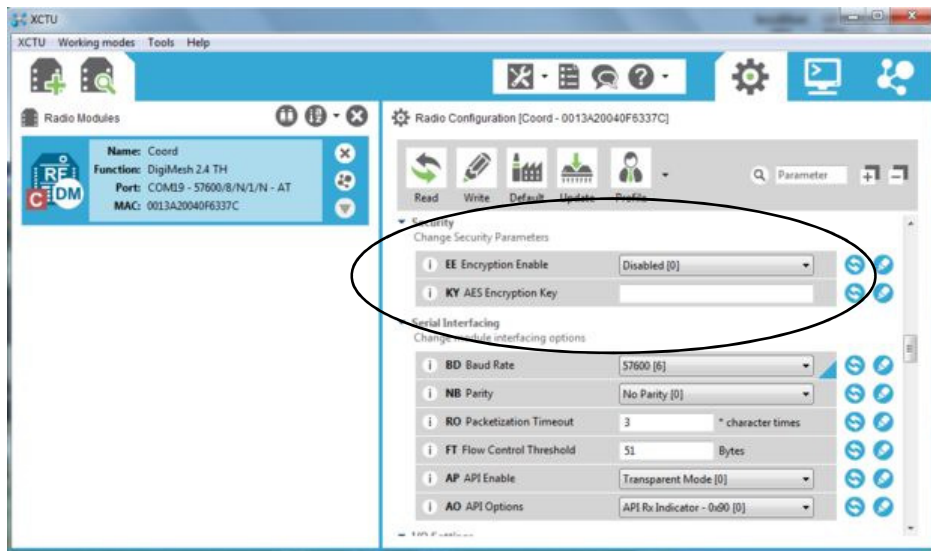 XCTU
XCTU Working modes Tools Help
Radio Modules
Name: Coord
Function: DigiMesh 2.4 TH
Port: COM19 - 57600/8/N/1/N - AT
MAC: 0013A20040F6337C
RF
C DM
Radio Configuration [Coord - 0013A20040F6337C]
Read Write Default Update Profile
Parameter
Security
Change Security Parameters
i EE Encryption Enable Disabled [0]
i KY AES Encryption Key
Serial Interfacing
Change module interfacing options
i BD Baud Rate 57600 [6]
i NB Parity No Parity [0]
i RO Packetization Timeout 3 * character times
i FT Flow Control Threshold 51 Bytes
i AP API Enable Transparent Mode [0]
i AO API Options API Rx Indicator - 0x90 [0]
I/O Settings